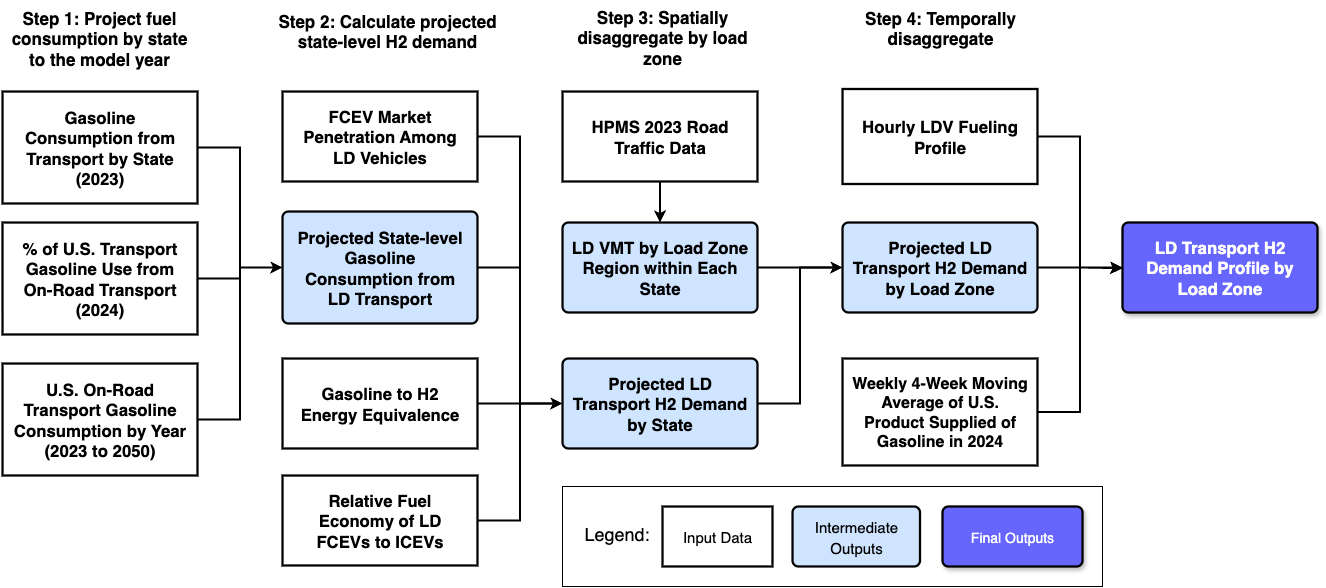 Step 1: Project fuel
consumption by state
to the model year
Step 2: Calculate projected
state-level H2 demand
Step 3: Spatially
disaggregate by load
zone
Step 4: Temporally
disaggregate
Gasoline
Consumption from
Transport by State
(2023)
% of U.S. Transport
Gasoline Use from
On-Road Transport
(2024)
U.S. On-Road
Transport Gasoline
Consumption by Year
(2023 to 2050)
FCEV Market
Penetration Among
LD Vehicles
Projected State-level
Gasoline
Consumption from
LD Transport
Gasoline to H2
Energy Equivalence
Relative Fuel
Economy of LD
FCEVs to ICEVs
HPMS 2023 Road
Traffic Data
LD VMT by Load Zone
Region within Each
State
Projected LD
Transport H2 Demand
by State
Hourly LDV Fueling
Profile
Projected LD
Transport H2 Demand
by Load Zone
Weekly 4-Week Moving
Average of U.S.
Product Supplied of
Gasoline in 2024
LD Transport H2
Demand Profile by
Load Zone
Legend:
Input Data
Intermediate
Outputs
Final Outputs